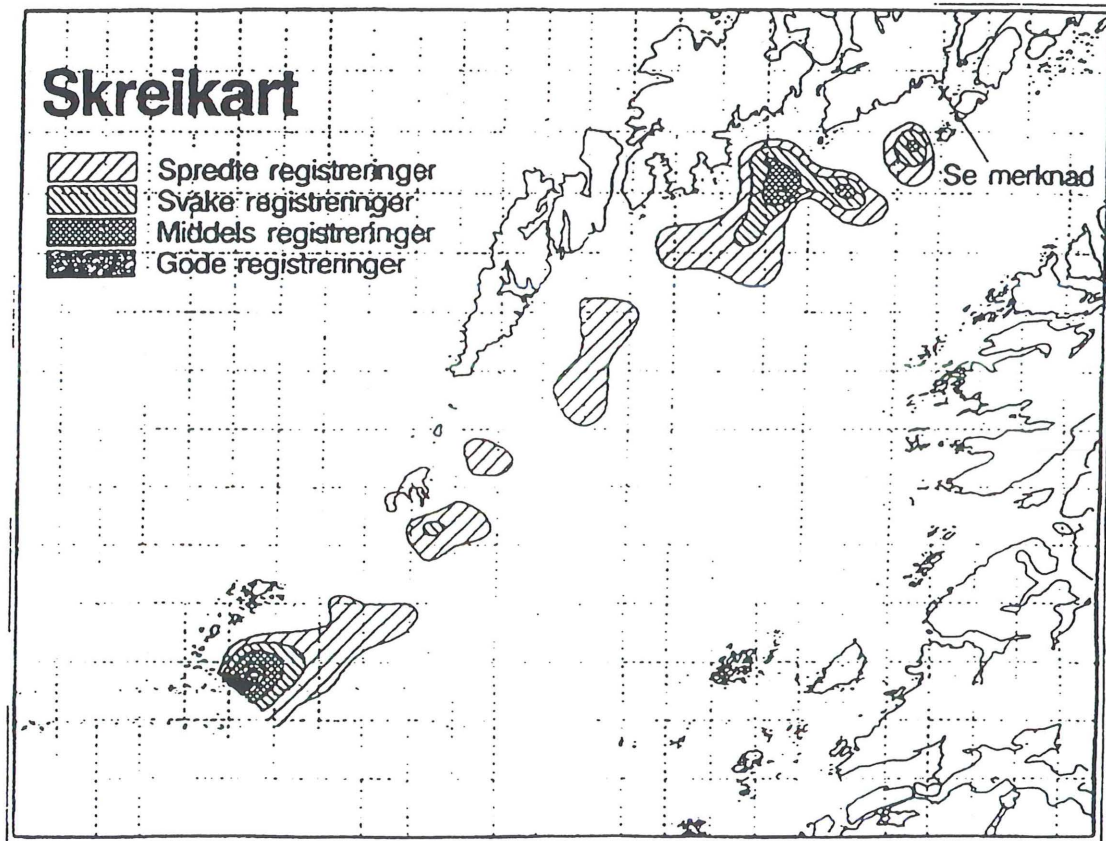 Skreikart
Spredte registreringer
Svake registreringer
Middels registreringer
Gode registreringer
Se merknad